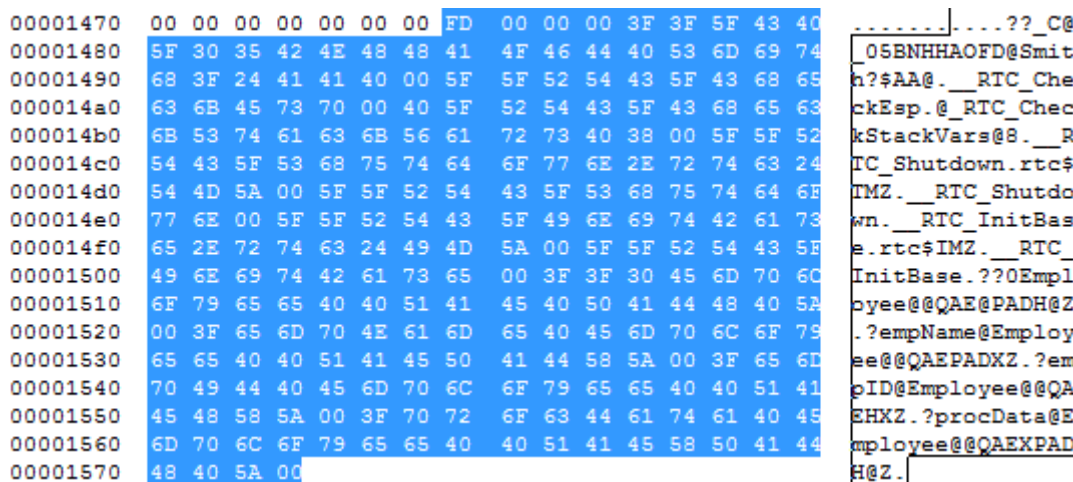 00001470 00 00 00 00 00 00 00 FD 00 00 00 3F 3F 5F 43 40 ............??_C@
00001480 5F 30 35 42 4E 48 48 41 4F 46 44 40 53 6D 69 74 _05BNHHAOFD@Smit
00001490 68 3F 24 41 41 40 00 5F 5F 52 54 43 5F 43 68 65 h?$AA@.__RTC_Che
000014a0 63 6B 45 73 70 00 40 5F 52 54 43 5F 43 68 65 63 ckEsp.@_RTC_Chec
000014b0 6B 53 74 61 63 6B 56 61 72 73 40 38 00 5F 5F 52 kStackVars@8.__R
000014c0 54 43 5F 53 68 75 74 64 6F 77 6E 2E 72 74 63 24 TC_Shutdown.rtc$
000014d0 54 4D 5A 00 5F 5F 52 54 43 5F 53 68 75 74 64 6F TMZ.__RTC_Shutdo
000014e0 77 6E 00 5F 5F 52 54 43 5F 49 6E 69 74 42 61 73 wn.__RTC_InitBas
000014f0 65 2E 72 74 63 24 49 4D 5A 00 5F 5F 52 54 43 5F e.rtc$IMZ.__RTC_
00001500 49 6E 69 74 42 61 73 65 00 3F 3F 30 45 6D 70 6C InitBase.??0Empl
00001510 6F 79 65 65 40 40 51 41 45 40 50 41 44 48 40 5A oyee@@QAE@PADH@Z
00001520 00 3F 65 6D 70 4E 61 6D 65 40 45 6D 70 6C 6F 79 .?empName@Employ
00001530 65 65 40 40 51 41 45 50 41 44 58 5A 00 3F 65 6D ee@@QAEPADXZ.?em
00001540 70 49 44 40 45 6D 70 6C 6F 79 65 65 40 40 51 41 pID@Employee@@QA
00001550 45 48 58 5A 00 3F 70 72 6F 63 44 61 74 61 40 45 EHXZ.?procData@E
00001560 6D 70 6C 6F 79 65 65 40 40 51 41 45 58 50 41 44 mployee@@QAEXPAD
00001570 48 40 5A 00 H@Z.